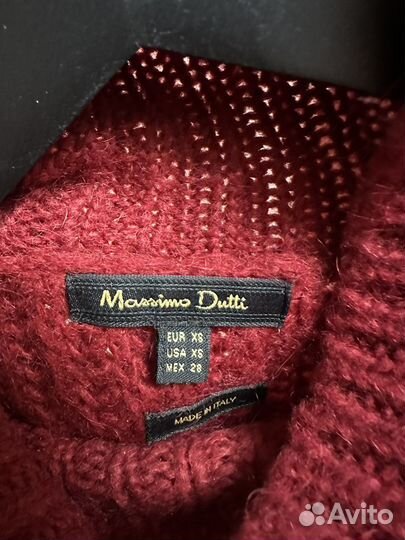 Massimo Dutti
EUR XS
USA XS
MEX 28
MADE IN ITALY
Avito